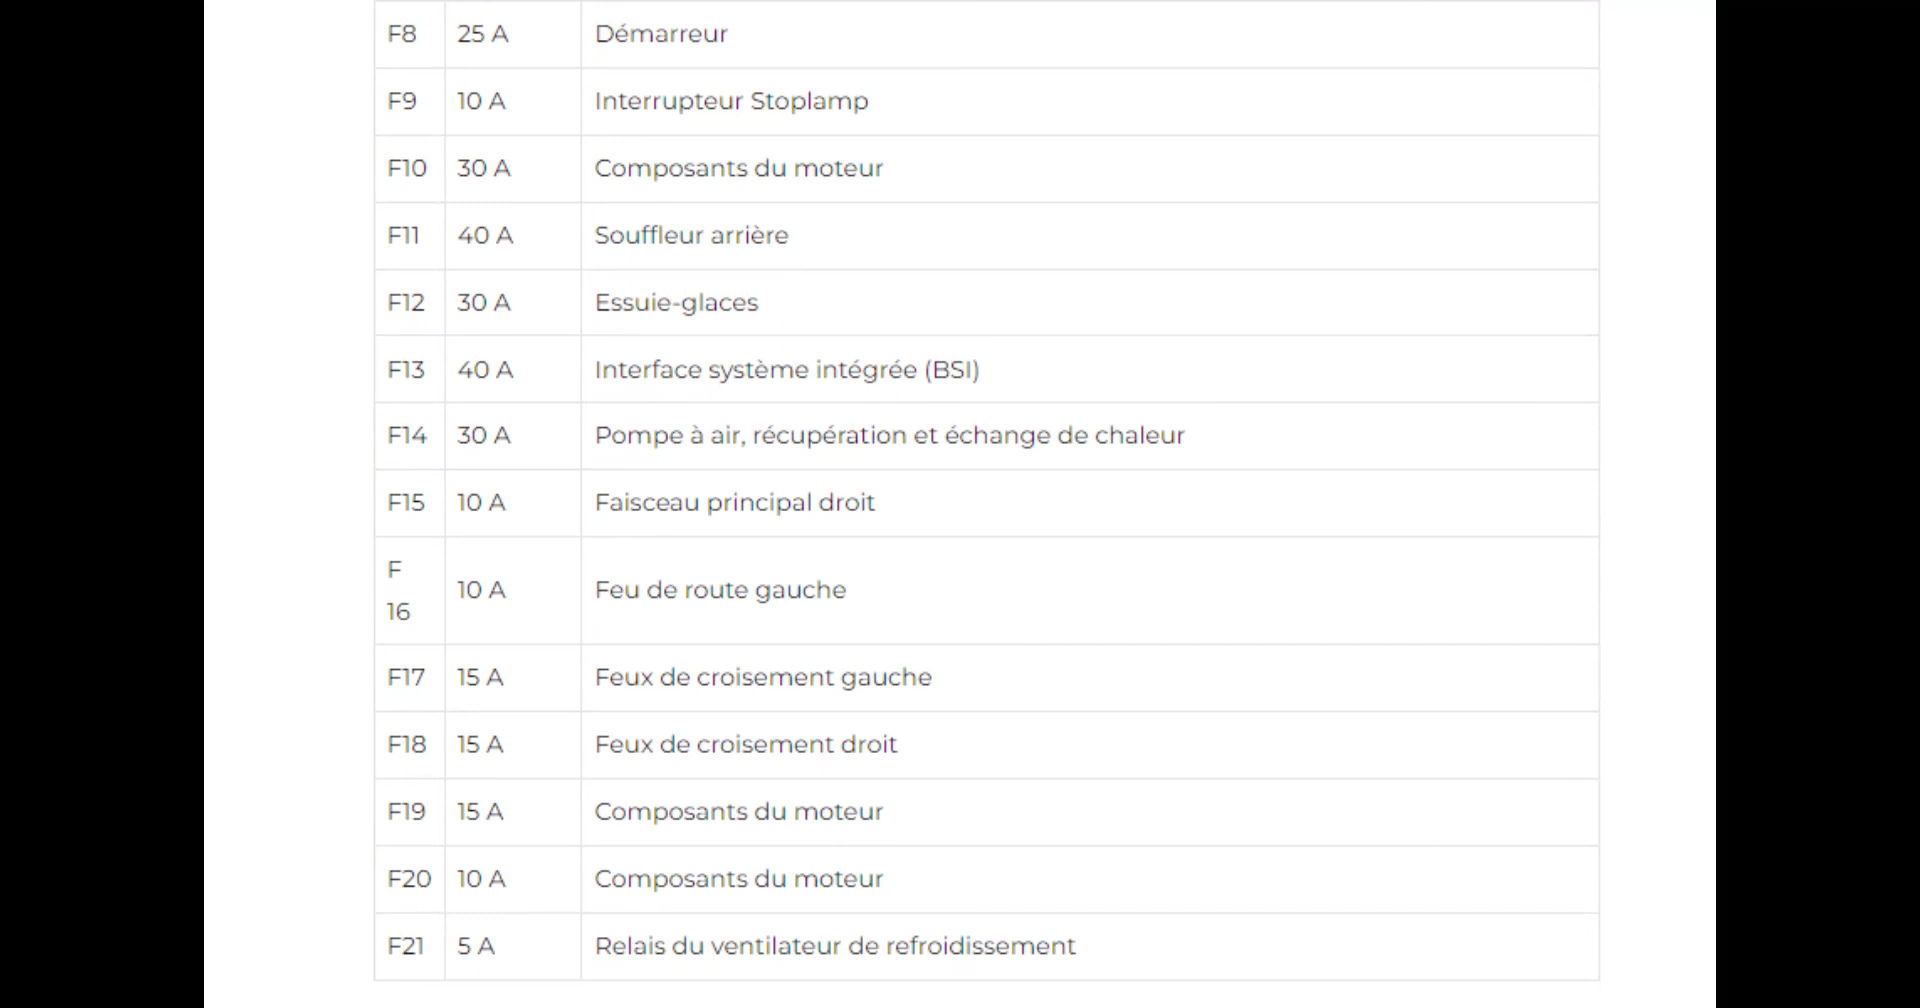 F8 25 A Démarreur
F9 10 A Interrupteur Stoplamp
F10 30 A Composants du moteur
F11 40 A Souffleur arrière
F12 30 A Essuie-glaces
F13 40 A Interface système intégrée (BSI)
F14 30 A Pompe à air, récupération et échange de chaleur
F15 10 A Faisceau principal droit
F
16 10 A Feu de route gauche
F17 15 A Feux de croisement gauche
F18 15 A Feux de croisement droit
F19 15 A Composants du moteur
F20 10 A Composants du moteur
F21 5 A Relais du ventilateur de refroidissement